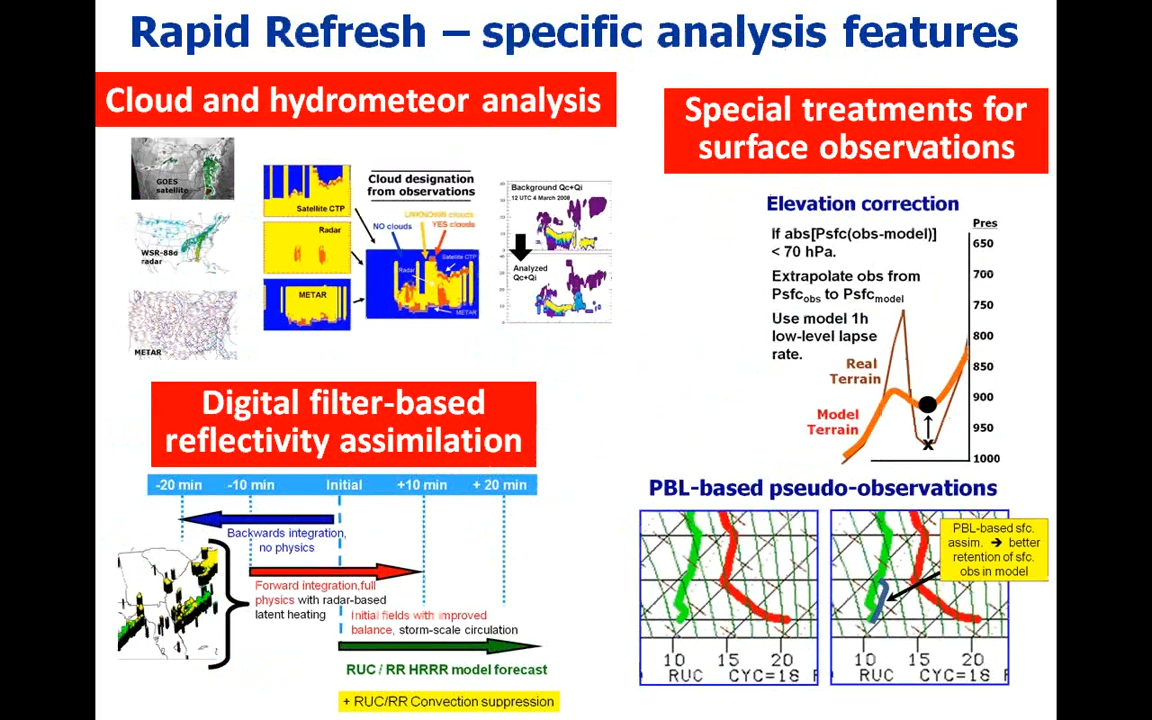 Rapid Refresh – specific analysis features
Cloud and hydrometeor analysis
GOES
satellite
WSR-88d
radar
METAR
Satellite CTP
Radar
METAR
Cloud designation
from observations
UNKNOWN clouds
NO clouds
YES clouds
Radar
Satellite CTP
METAR
Background Qc+Qi
12 UTC 4 March 2008
Analyzed
Qc+Qi
Digital filter-based
reflectivity assimilation
-20 min
-10 min
Initial
+10 min
+ 20 min
Backwards integration,
no physics
Forward integration,full
physics with radar-based
latent heating
Initial fields with improved
balance, storm-scale circulation
RUC / RR HRRR model forecast
+ RUC/RR Convection suppression
Special treatments for
surface observations
Elevation correction
If abs[Psfc(obs-model)]
< 70 hPa.
Extrapolate obs from
Psfcobs to Psfcmodel
Use model 1h
low-level lapse
rate.
Real
Terrain
Model
Terrain
x
Pres
650
700
750
800
850
900
950
1000
PBL-based pseudo-observations
10 15 20
RUC CYC=18
PBL-based sfc.
assim. ➔ better
retention of sfc.
obs in model
10 15 20
RUC CYC=18